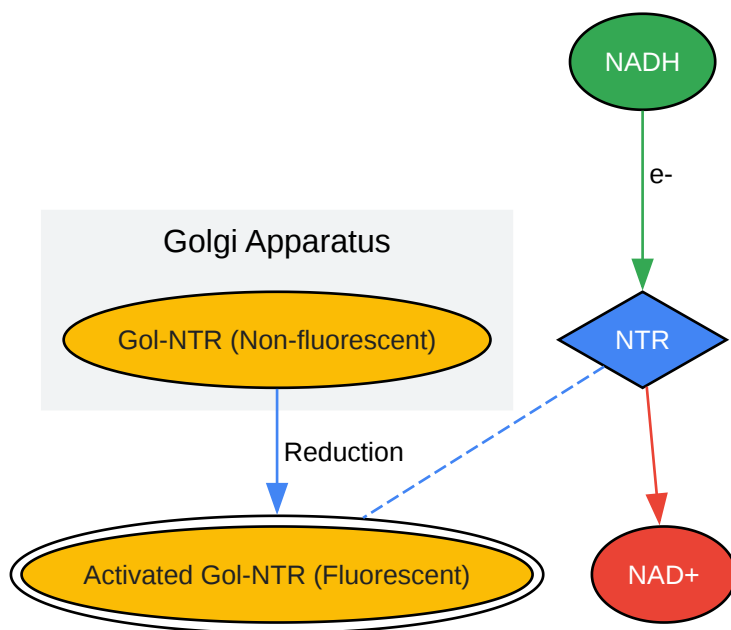 NADH
e-
Golgi Apparatus
Gol-NTR (Non-fluorescent)
NTR
Reduction
Activated Gol-NTR (Fluorescent)
NAD+